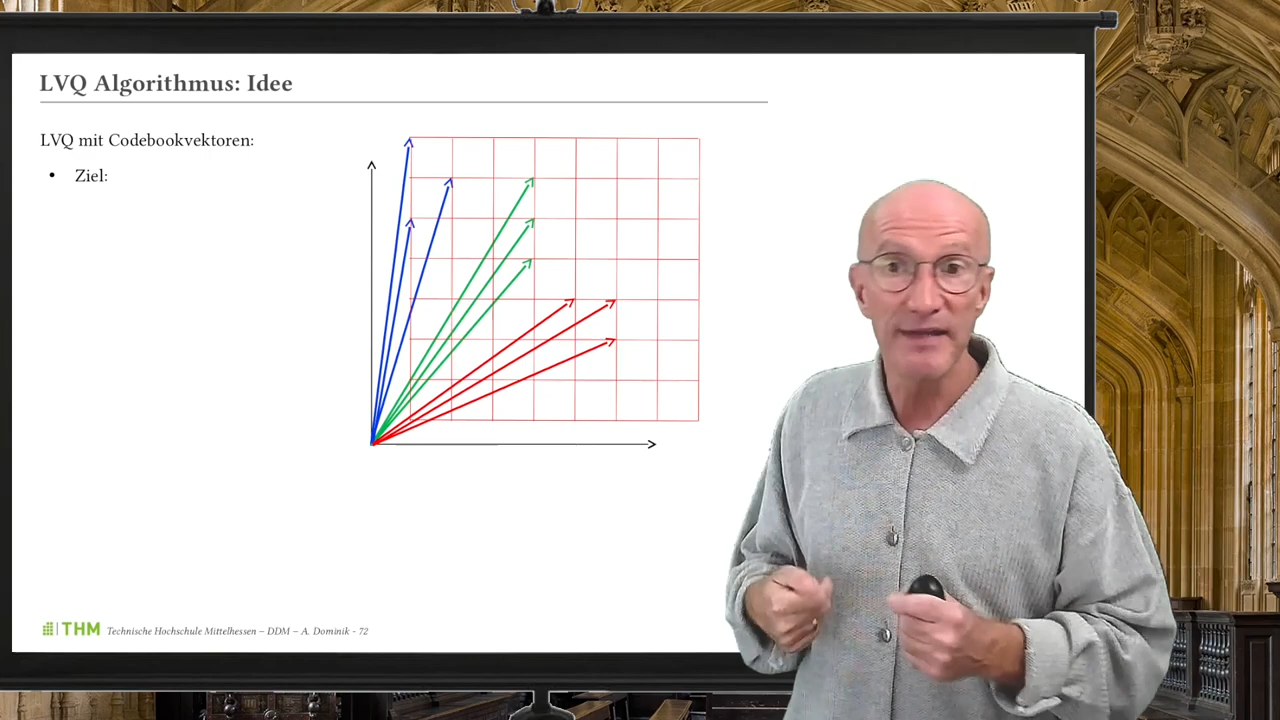 LVQ Algorithmus: Idee
LVQ mit Codebookvektoren:
• Ziel:
THM Technische Hochschule Mittelhessen – DDM – A. Dominik - 72